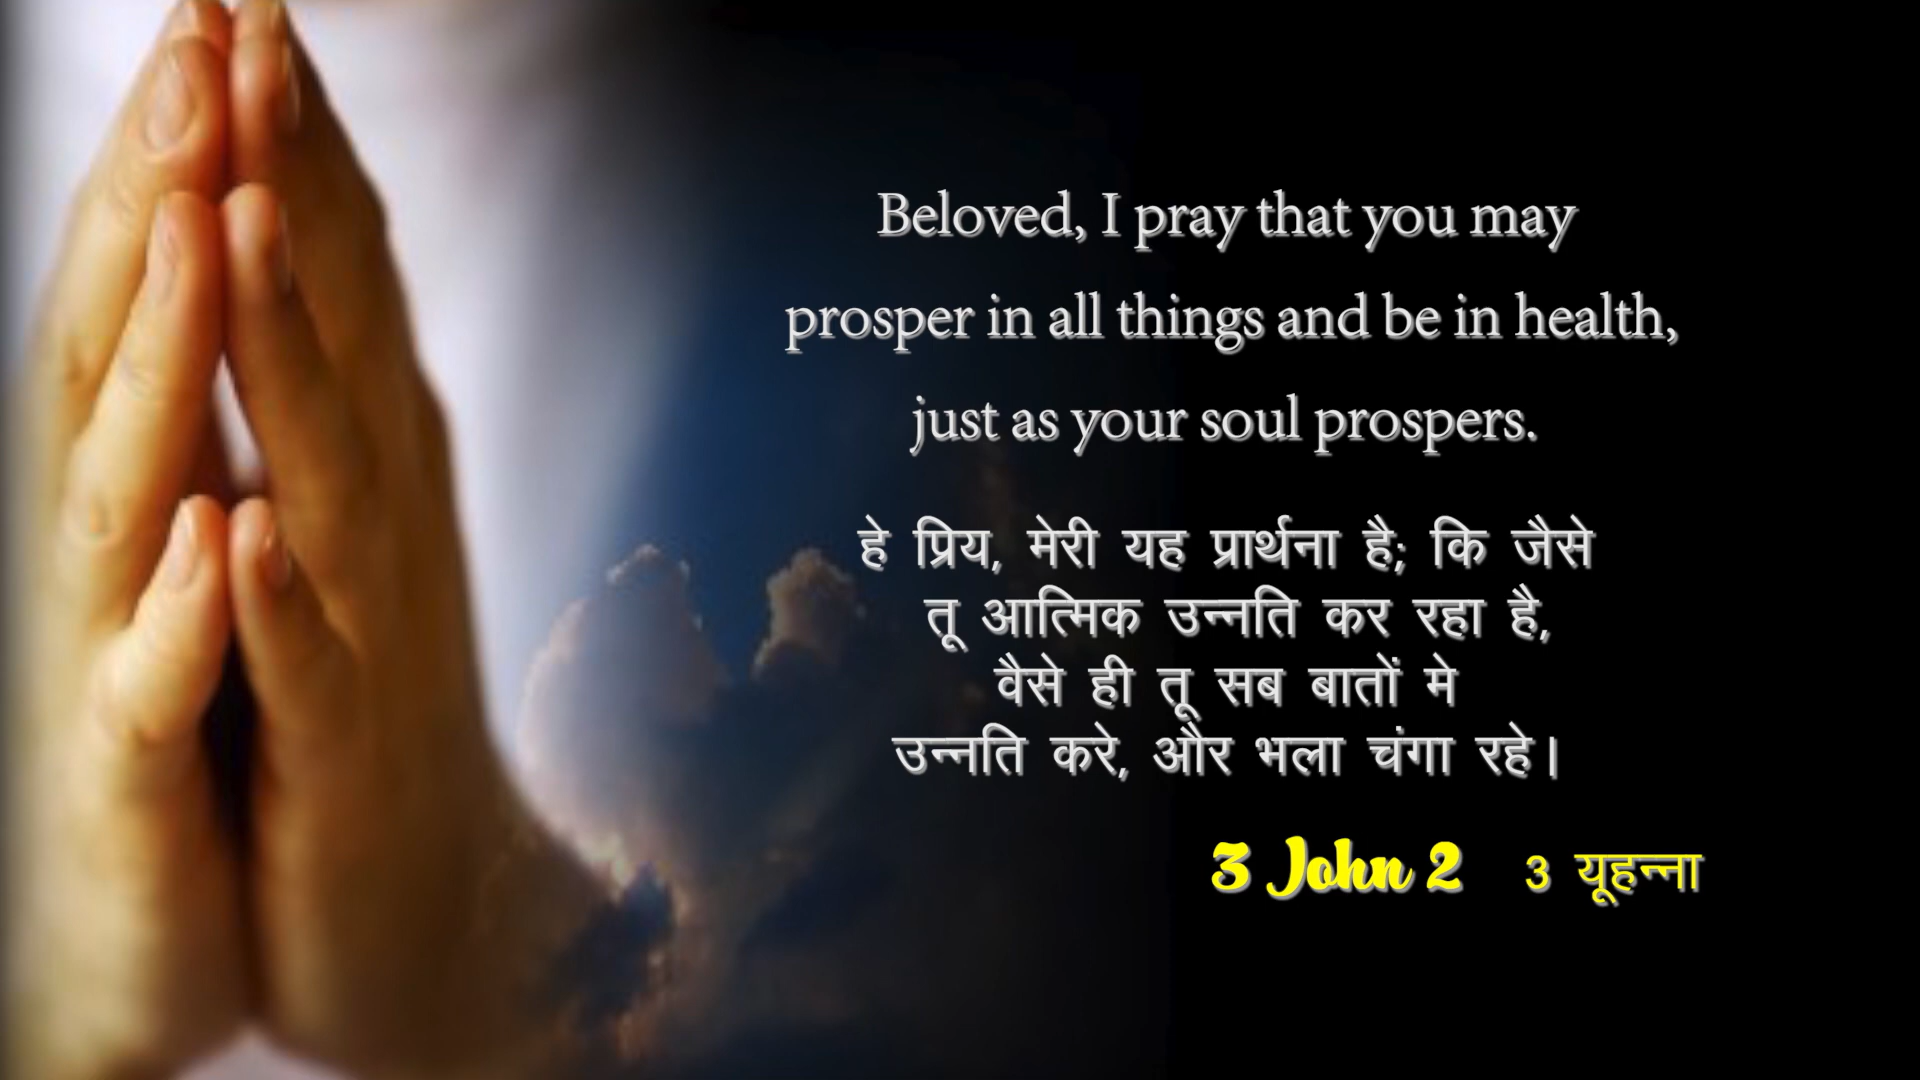 Beloved, I pray that you may
prosper in all things and be in health,
just as your soul prospers.
हे प्रिय, मेरी यह प्रार्थना है; कि जैसे
तू आत्मिक उन्नति कर रहा है,
वैसे ही तू सब बातों मे
उन्नति करे, और भला चंगा रहे।
3 John 2 3 यूहन्ना